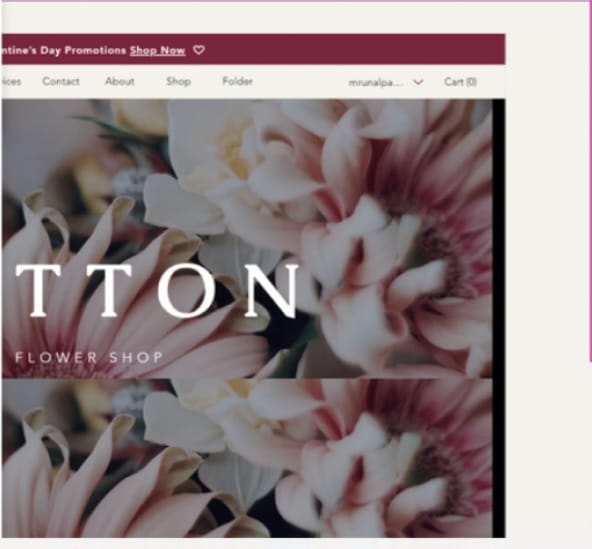 ntine's Day Promotions Shop Now
ices Contact About Shop Folder mrunalpa... Cart (0)
TTON
FLOWER SHOP